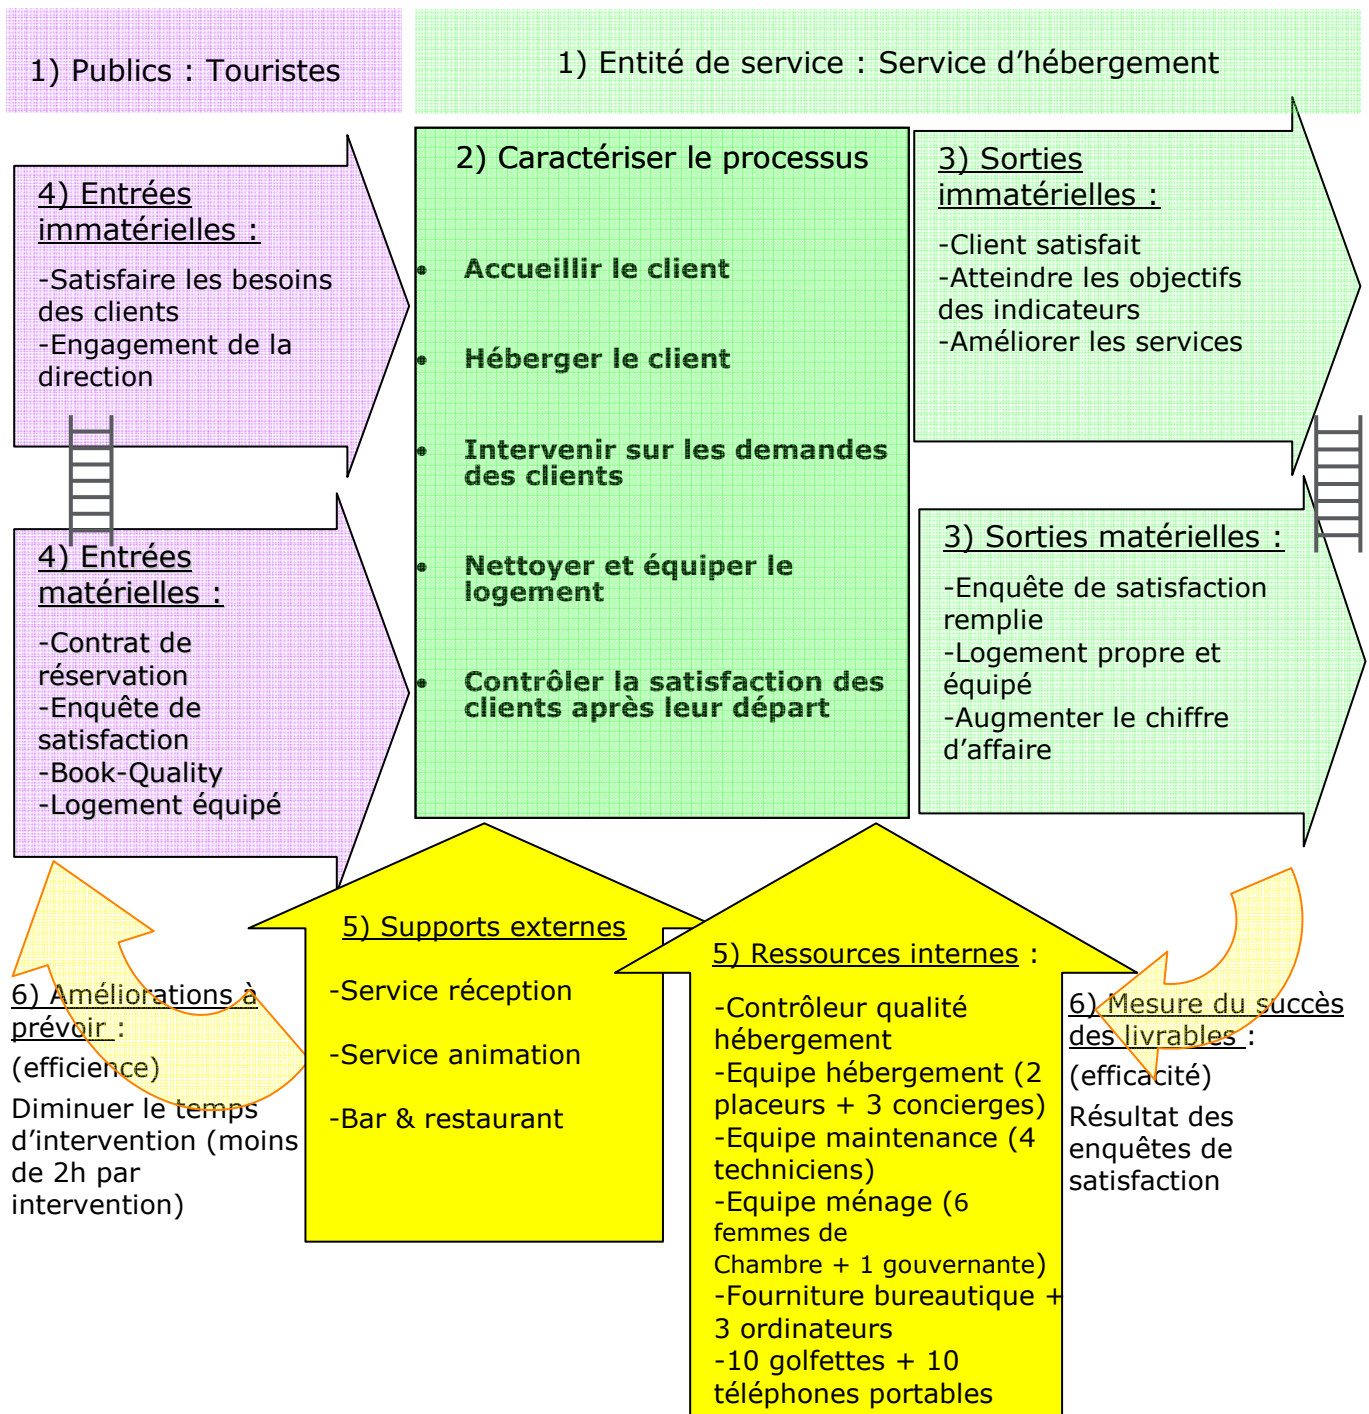 1) Publics : Touristes
1) Entité de service : Service d’hébergement
4) Entrées
immatérielles :
-Satisfaire les besoins
des clients
-Engagement de la
direction
4) Entrées
matérielles :
-Contrat de
réservation
-Enquête de
satisfaction
-Book-Quality
-Logement équipé
2) Caractériser le processus
• Accueillir le client
• Héberger le client
• Intervenir sur les demandes
des clients
• Nettoyer et équiper le
logement
• Contrôler la satisfaction des
clients après leur départ
3) Sorties
immatérielles :
-Client satisfait
-Atteindre les objectifs
des indicateurs
-Améliorer les services
3) Sorties matérielles :
-Enquête de satisfaction
remplie
-Logement propre et
équipé
-Augmenter le chiffre
d’affaire
6) Améliorations à
prévoir :
(efficience)
Diminuer le temps
d’intervention (moins
de 2h par
intervention)
5) Supports externes
-Service réception
-Service animation
-Bar & restaurant
5) Ressources internes :
-Contrôleur qualité
hébergement
-Equipe hébergement (2
placeurs + 3 concierges)
-Equipe maintenance (4
techniciens)
-Equipe ménage (6
femmes de
Chambre + 1 gouvernante)
-Fourniture bureautique +
3 ordinateurs
-10 golfettes + 10
téléphones portables
6) Mesure du succès
des livrables :
(efficacité)
Résultat des
enquêtes de
satisfaction